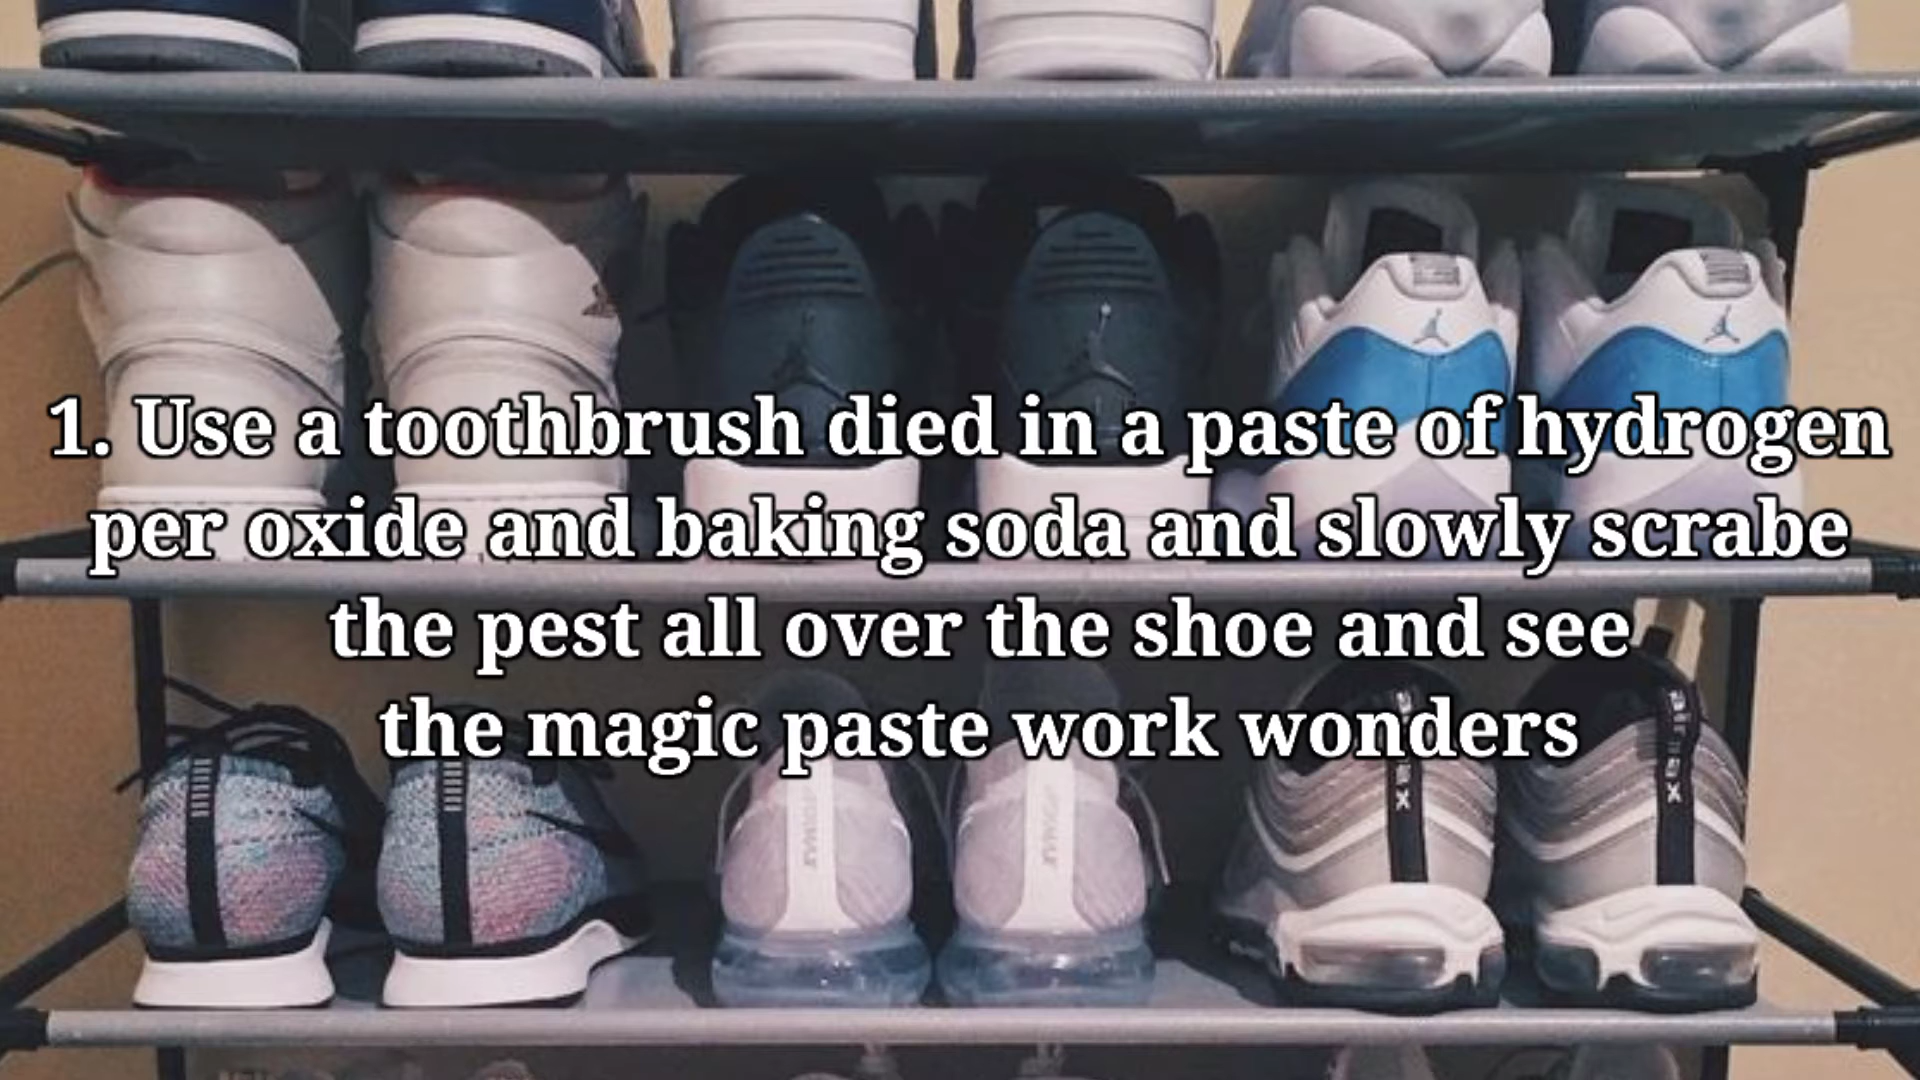 1. Use a toothbrush died in a paste of hydrogen
per oxide and baking soda and slowly scrabe
the pest all over the shoe and see
the magic paste work wonders